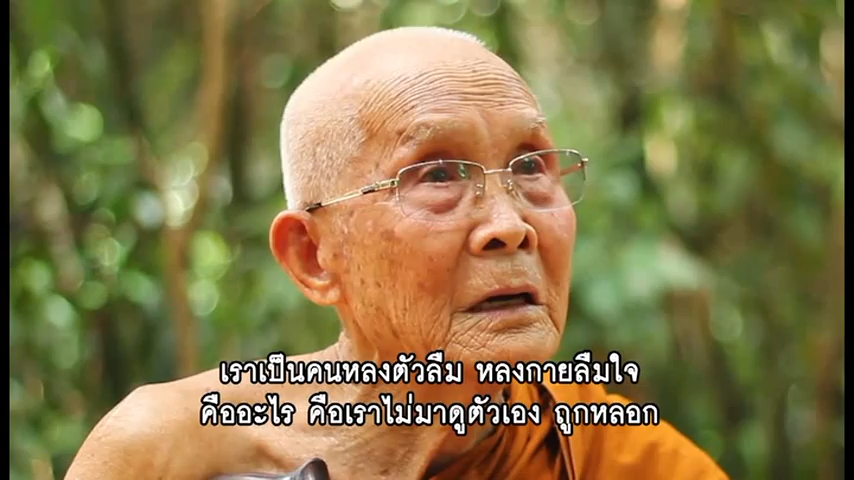 เราเป็นคนหลงตัวลืม หลงกายลืมใจ
คืออะไร คือเราไม่มาดูตัวเอง ถูกหลอก